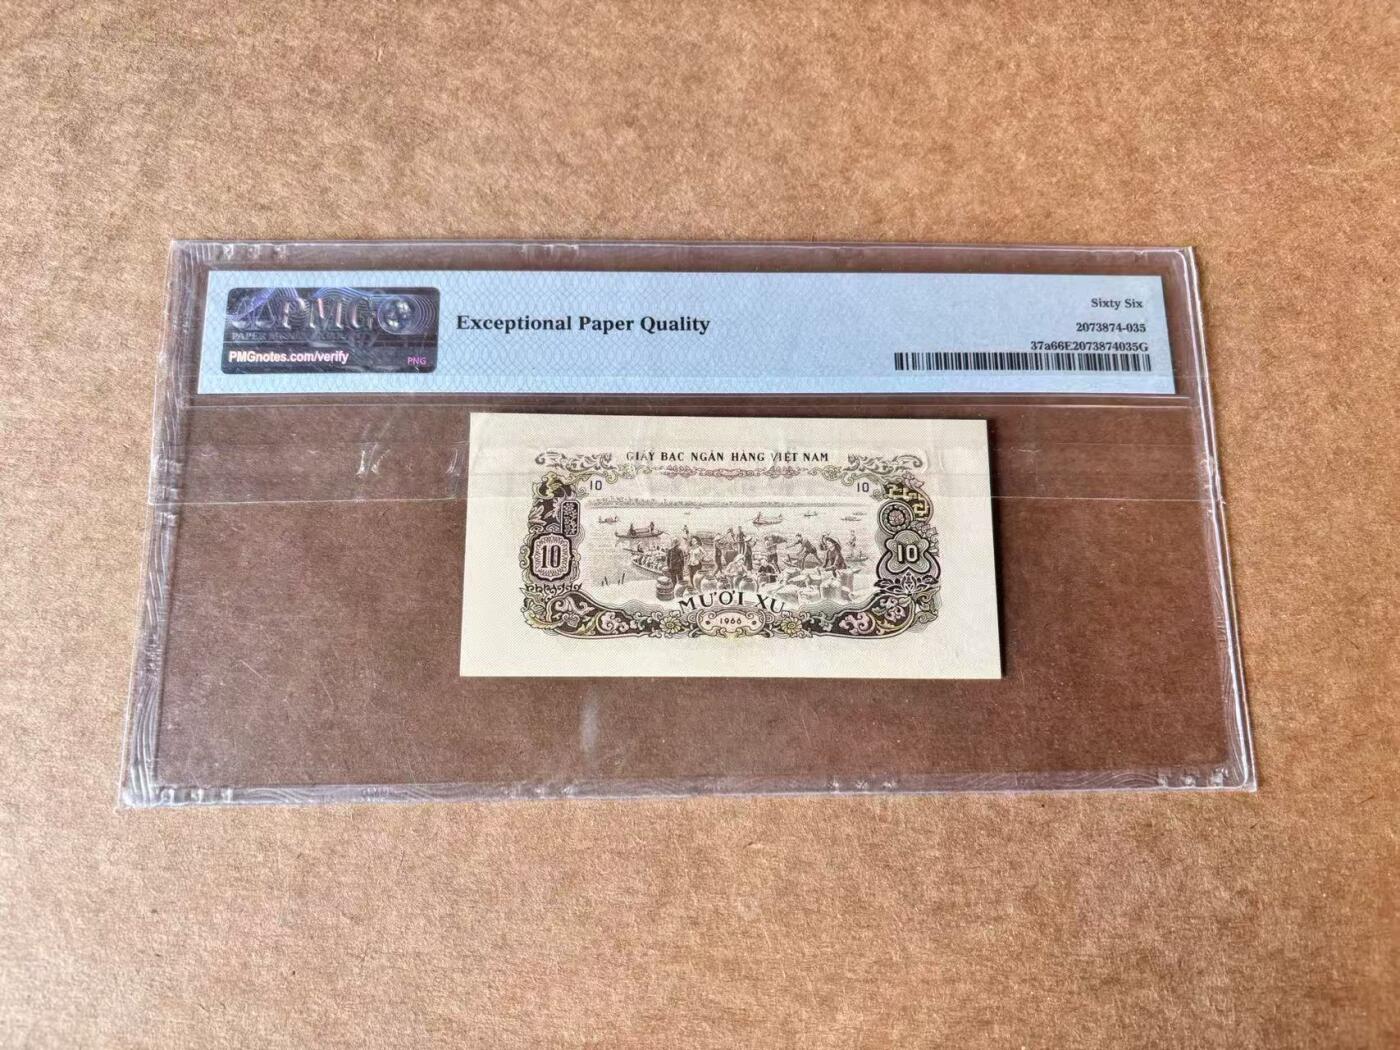 PMG
PMGnotes.com/verify
PNG
Exceptional Paper Quality
Sixty Six
2073874-035
37a66E2073874035G
GIẤY BẠC NGÂN HÀNG VIỆT NAM
10
10
10
10
MƯỜI XU
1966